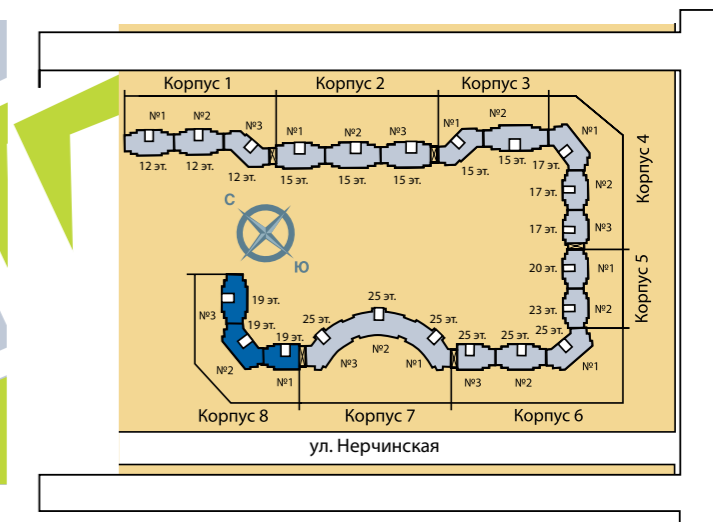 Корпус 1
Корпус 2
Корпус 3
№1
№2
№3
№1
№2
№3
№1
№2
№1
12 эт.
12 эт.
12 эт.
15 эт.
15 эт.
15 эт.
15 эт.
15 эт.
17 эт.
Корпус 4
17 эт.
№2
17 эт.
№3
С
Ю
20 эт.
№1
Корпус 5
23 эт.
№2
19 эт.
№3
19 эт.
19 эт.
25 эт.
25 эт.
25 эт.
25 эт.
25 эт.
25 эт.
№2
№1
№3
№2
№1
№3
№2
№1
Корпус 8
Корпус 7
Корпус 6
ул. Нерчинская